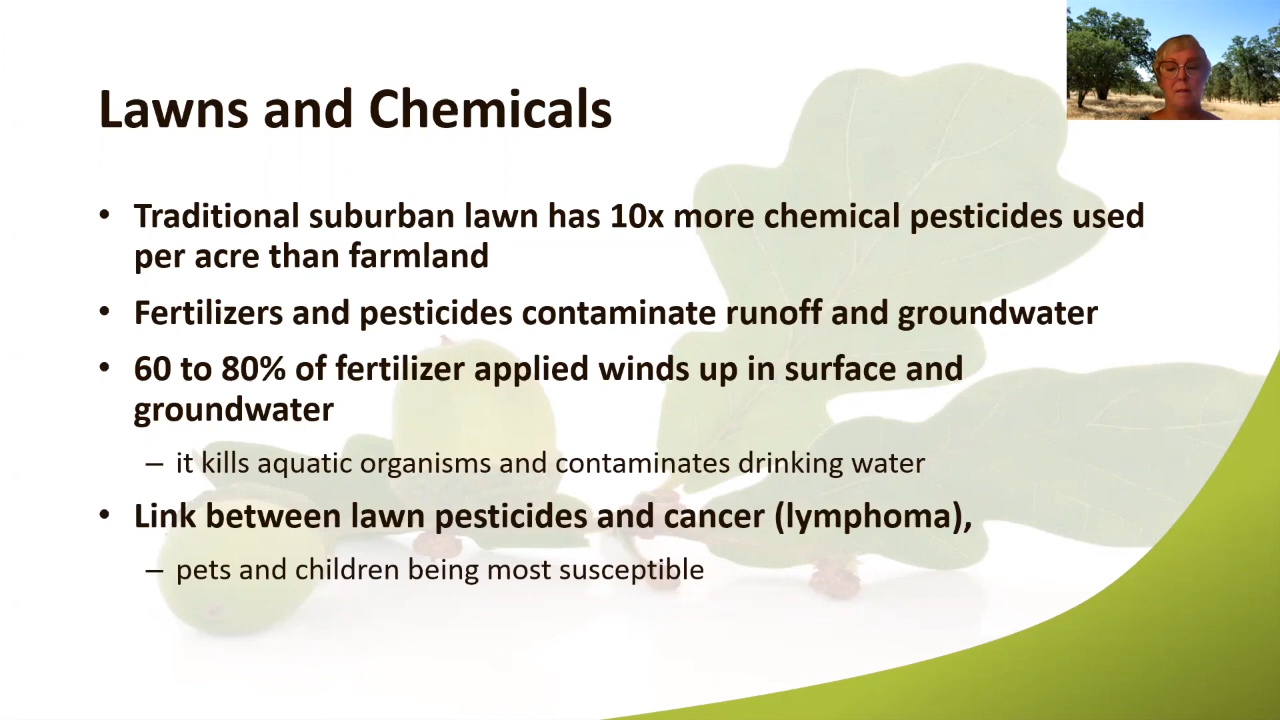 Lawns and Chemicals
• Traditional suburban lawn has 10x more chemical pesticides used
per acre than farmland
• Fertilizers and pesticides contaminate runoff and groundwater
• 60 to 80% of fertilizer applied winds up in surface and
groundwater
– it kills aquatic organisms and contaminates drinking water
• Link between lawn pesticides and cancer (lymphoma),
– pets and children being most susceptible